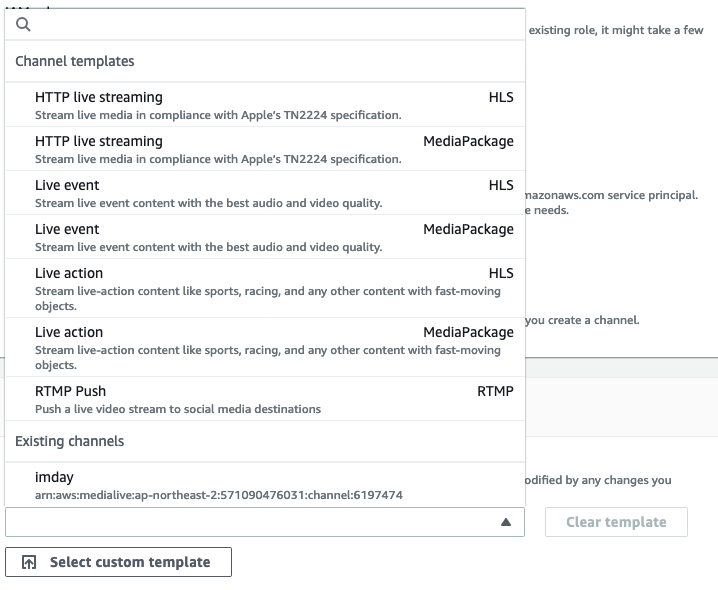 existing role, it might take a few
Channel templates
HTTP live streaming HLS
Stream live media in compliance with Apple's TN2224 specification.
HTTP live streaming MediaPackage
Stream live media in compliance with Apple's TN2224 specification.
Live event HLS
Stream live event content with the best audio and video quality.
mazonaws.com service principal.
e needs.
Live event MediaPackage
Stream live event content with the best audio and video quality.
Live action HLS
Stream live-action content like sports, racing, and any other content with fast-moving
objects.
you create a channel.
Live action MediaPackage
Stream live-action content like sports, racing, and any other content with fast-moving
objects.
RTMP Push RTMP
Push a live video stream to social media destinations
Existing channels
imday
arn:aws:medialive:ap-northeast-2:571090476031:channel:6197474
odified by any changes you
Clear template
Select custom template